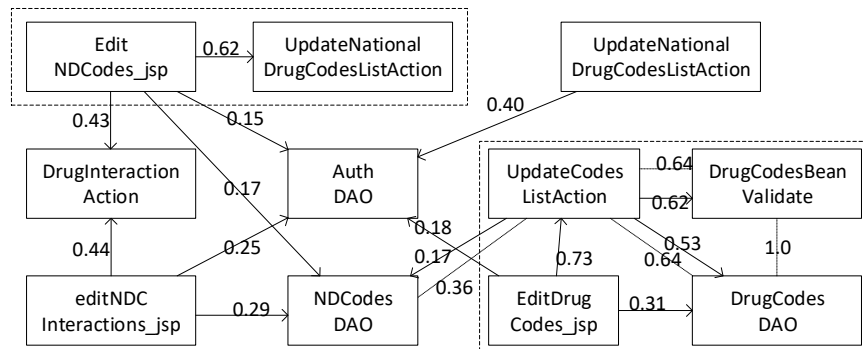 Edit
NDCodes_jsp
0.62
UpdateNational
DrugCodesListAction
UpdateNational
DrugCodesListAction
0.43
0.15
0.40
DrugInteraction
Action
Auth
DAO
UpdateCodes
ListAction
0.64
DrugCodesBean
Validate
0.17
0.62
0.44
0.25
0.18
0.17
0.53
0.64
1.0
0.73
0.36
editNDC
Interactions_jsp
0.29
NDCodes
DAO
EditDrug
Codes_jsp
0.31
DrugCodes
DAO